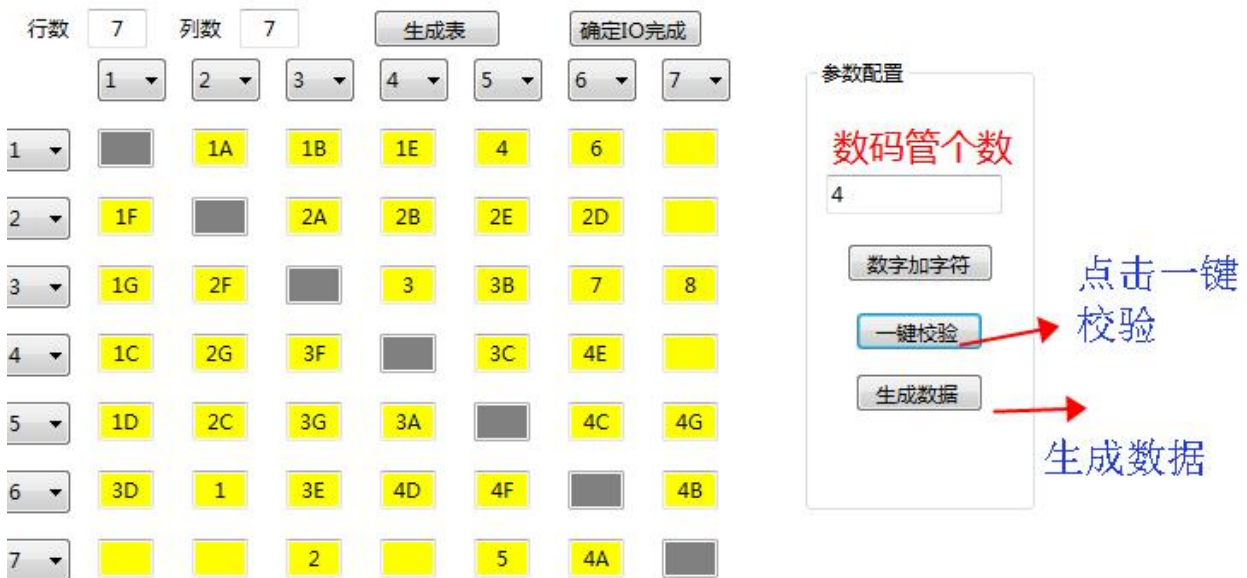 行数 7 列数 7 生成表 确定IO完成
1 2 3 4 5 6 7
参数配置
1 1A 1B 1E 4 6
数码管个数
4
2 1F 2A 2B 2E 2D
数字加字符
3 1G 2F 3 3B 7 8
点击一键
校验
一键校验
4 1C 2G 3F 3C 4E
生成数据
5 1D 2C 3G 3A 4C 4G
生成数据
6 3D 1 3E 4D 4F 4B
7 2 5 4A